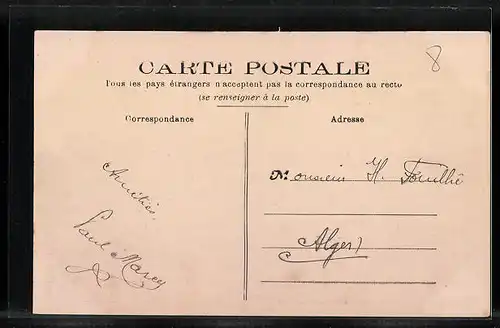 8
CARTE POSTALE
Tous les pays étrangers n'acceptent pas la correspondance au recto
(se renseigner à la poste)
Correspondance
Adresse
Amitiés
Paul
Monsieur H.
Alger